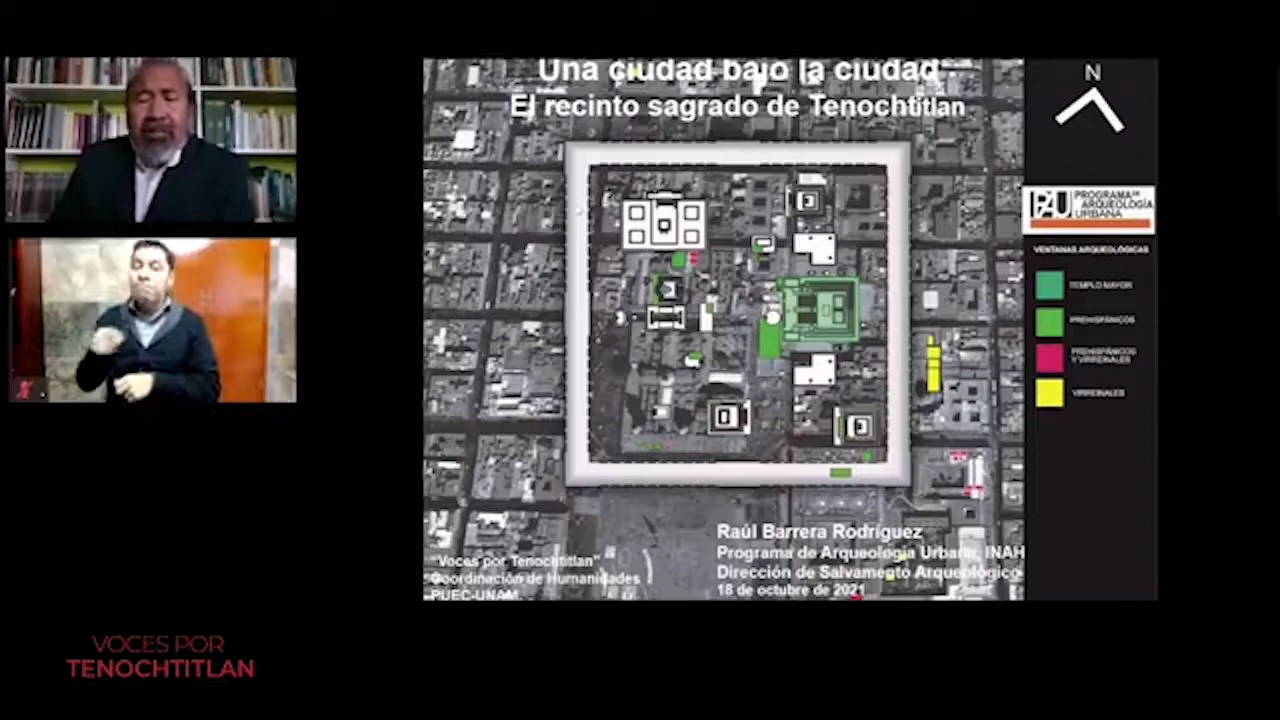 Una ciudad bajo la ciudad.
El recinto sagrado de Tenochtitlan
N
PAU
PROGRAMA DE
ARQUEOLOGÍA
URBANA
VENTANAS ARQUEOLÓGICAS
TEMPLO MAYOR
PREHISPÁNICOS
PREHISPÁNICOS
Y VIRREINALES
VIRREINALES
Raúl Barrera Rodríguez
Programa de Arqueología Urbana, INAH
Dirección de Salvamento Arqueológico
18 de octubre de 2021
"Voces por Tenochtitlan"
Coordinación de Humanidades
PUEC-UNAM
VOCES POR
TENOCHTITLAN